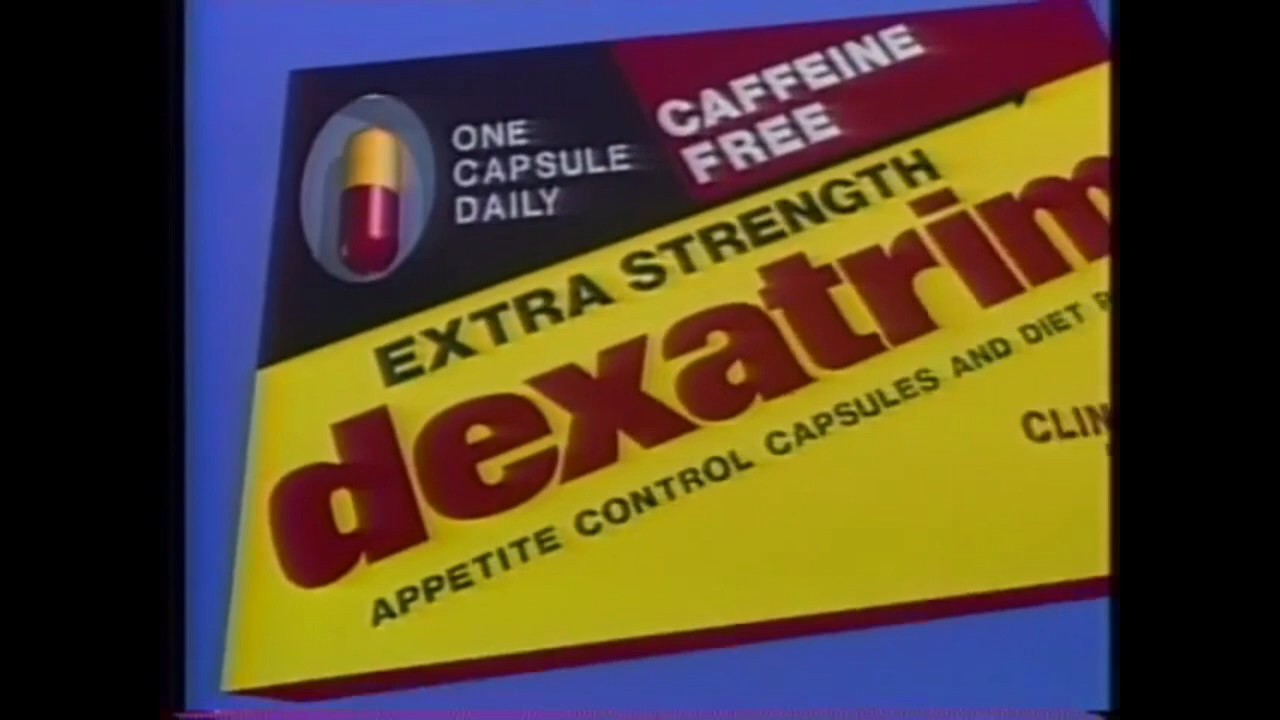 ONE
CAPSULE
DAILY
CAFFEINE
FREE
EXTRA STRENGTH
dexatrim
APPETITE CONTROL CAPSULES AND DIET